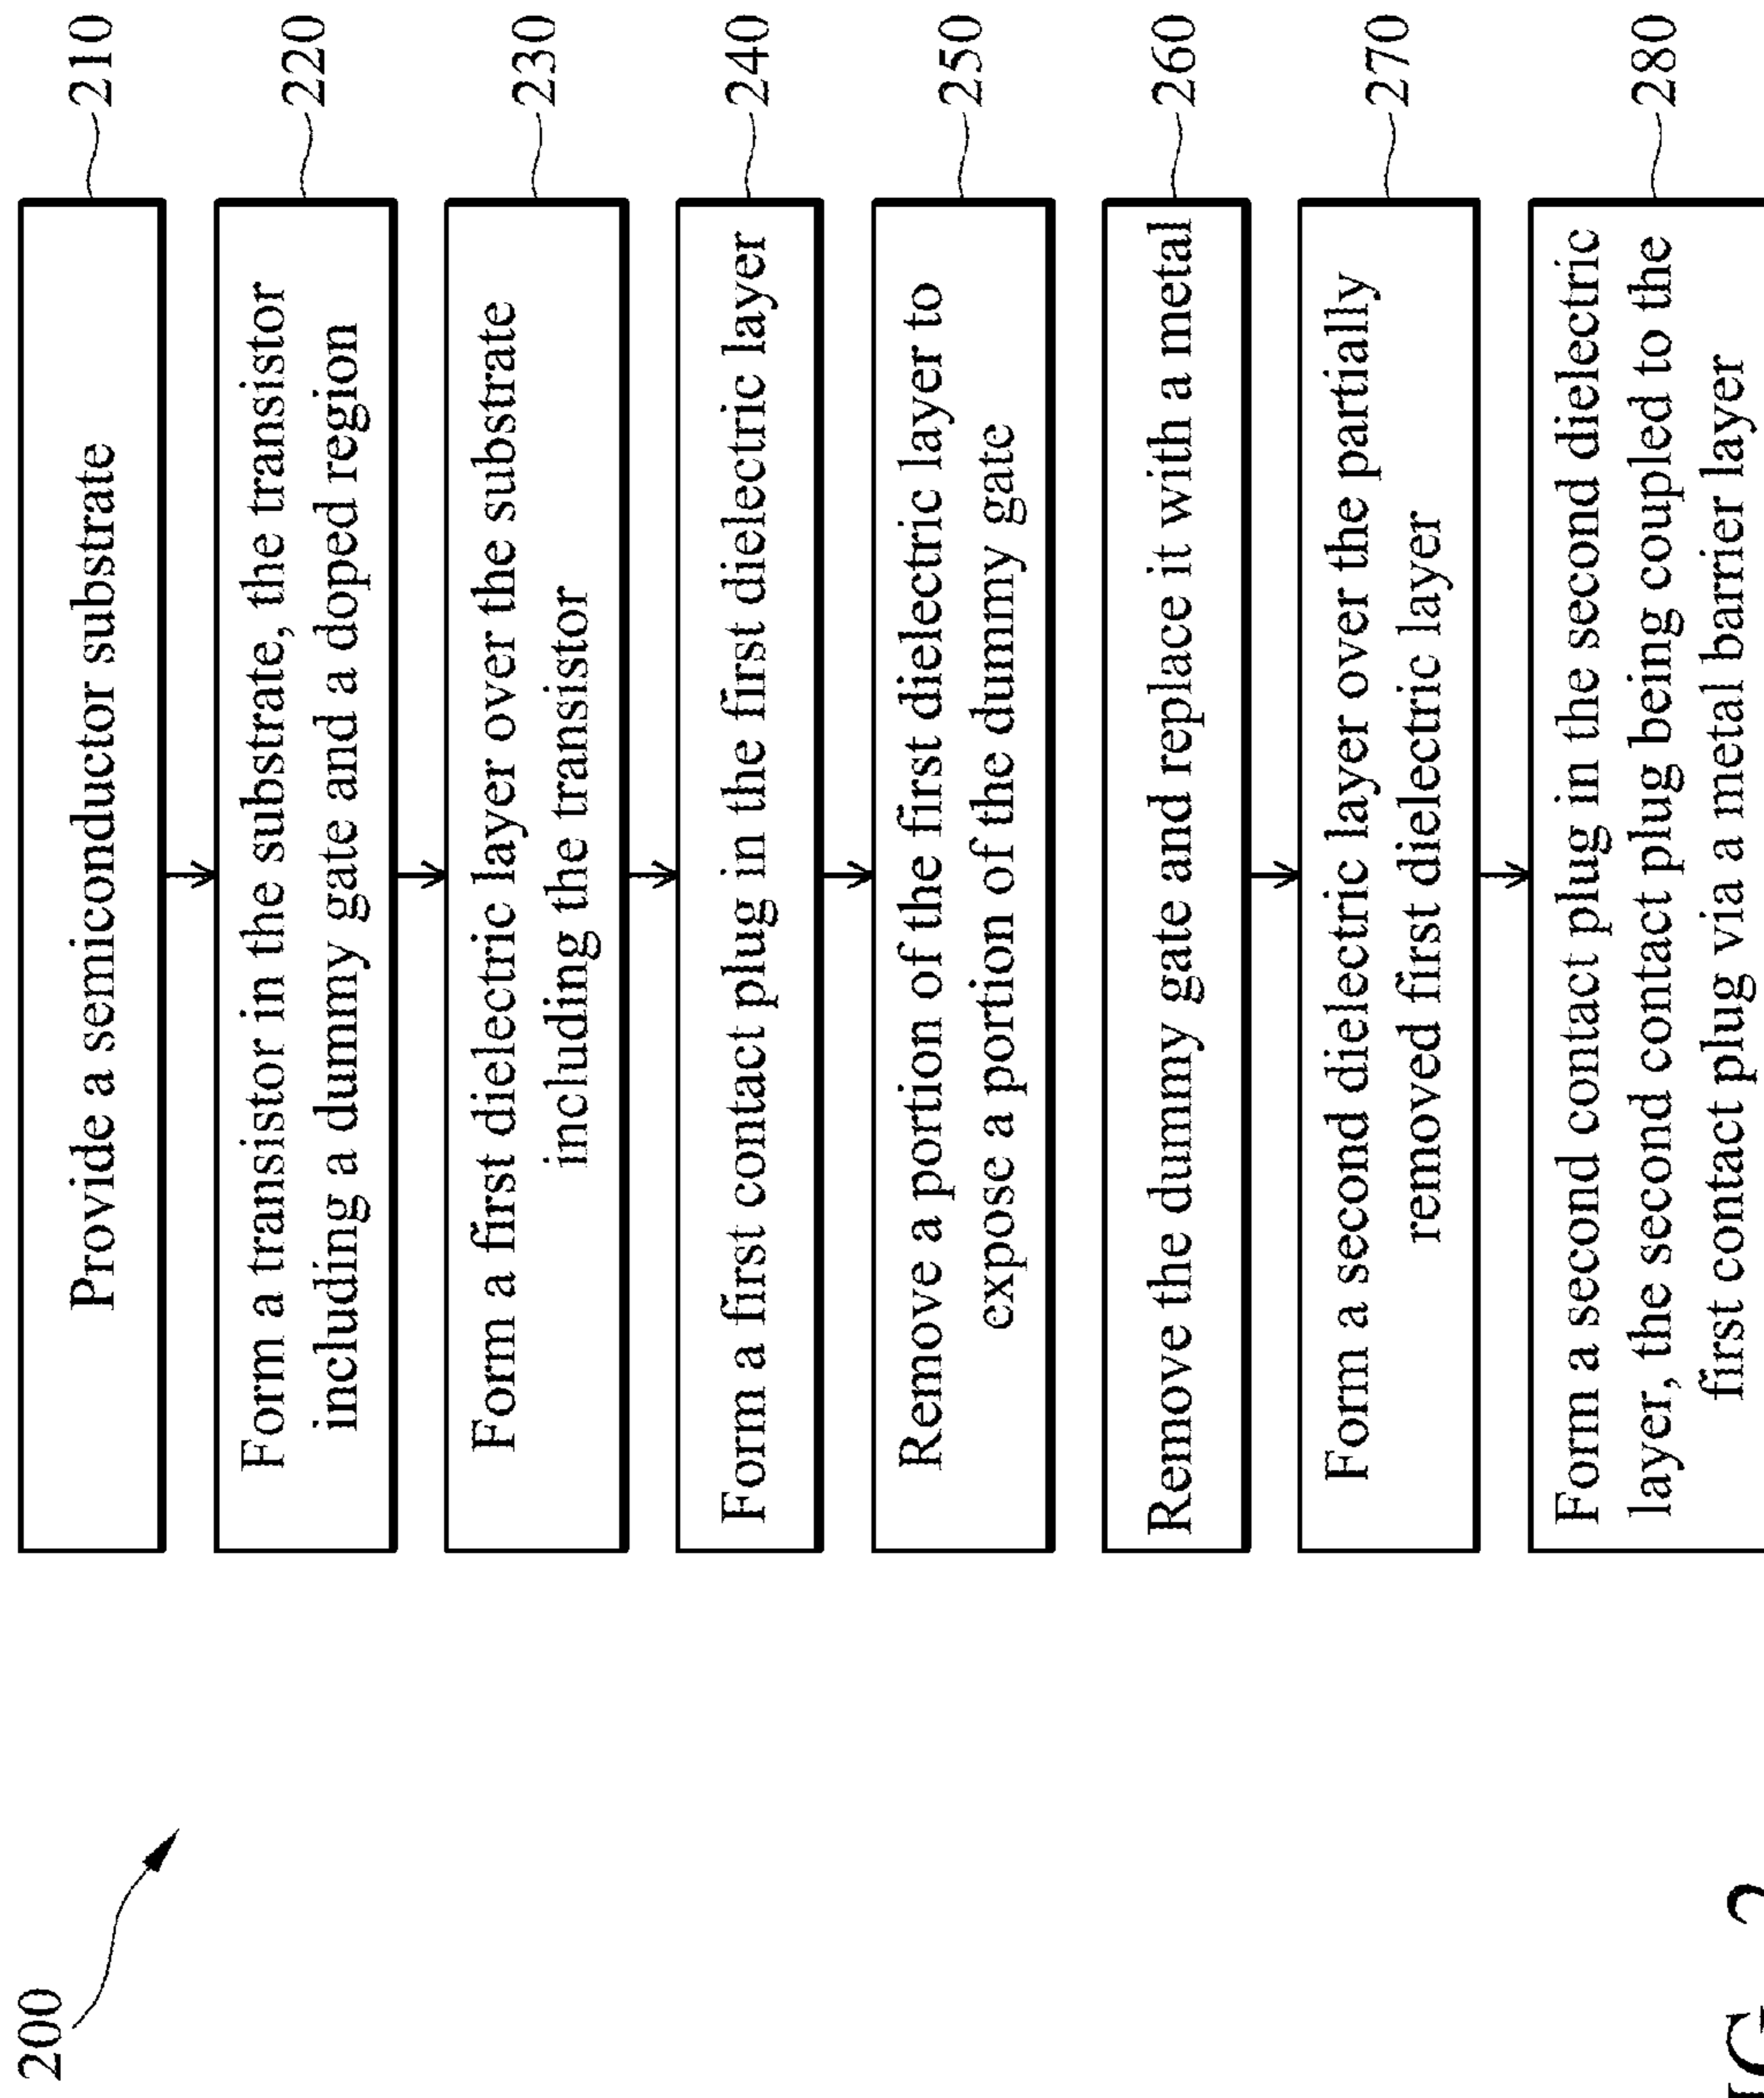 200
Provide a semiconductor substrate
210
Form a transistor in the substrate, the transistor
including a dummy gate and a doped region
220
Form a first dielectric layer over the substrate
including the transistor
230
Form a first contact plug in the first dielectric layer
240
Remove a portion of the first dielectric layer to
expose a portion of the dummy gate
250
Remove the dummy gate and replace it with a metal
260
Form a second dielectric layer over the partially
removed first dielectric layer
270
Form a second contact plug in the second dielectric
layer, the second contact plug being coupled to the
first contact plug via a metal barrier layer
280